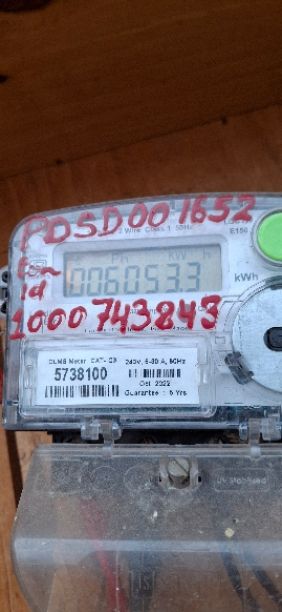 PDSD001652
2 Wire Class 1 50Hz
E150
Ph kW h
006053.3
kWh
Con
id
1000743843
DLMS Meter CAT- C3
240V, 5-30 A, 50Hz
5738100
Oct 2022
Guarantee : 5 Yrs
UV Stabilised